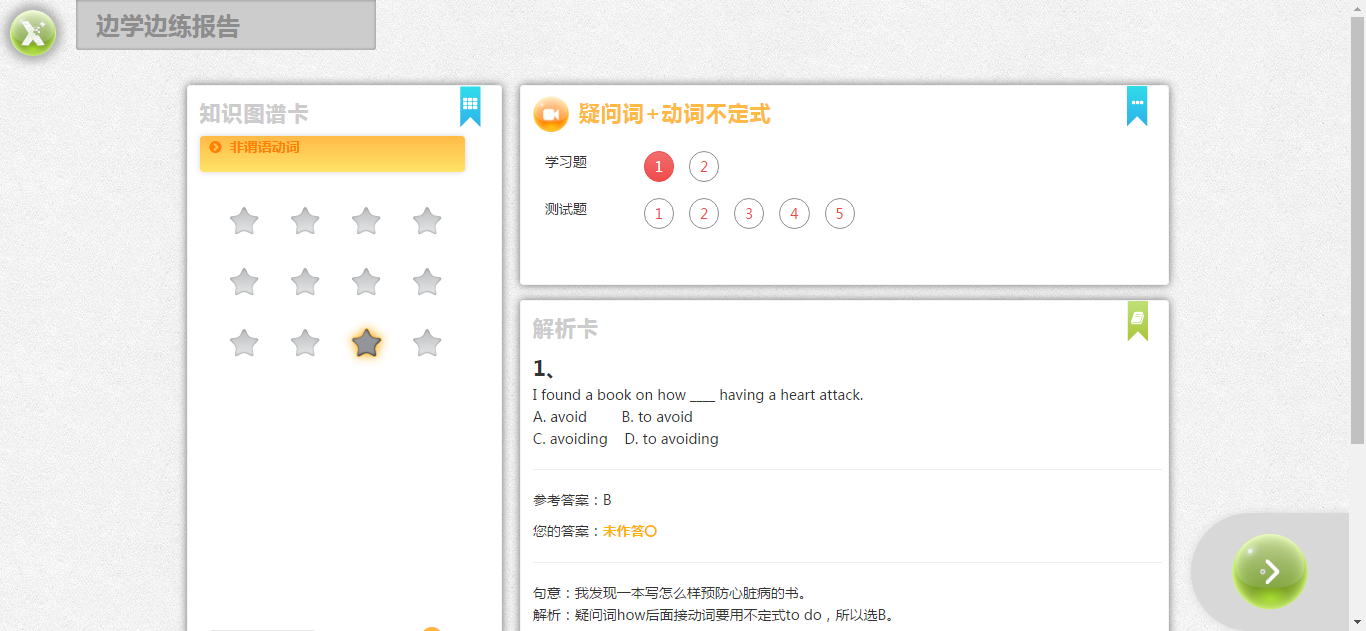 边学边练报告
知识图谱卡
非谓语动词
疑问词+动词不定式
学习题 1 2
测试题 1 2 3 4 5
解析卡
1、
I found a book on how ____ having a heart attack.
A. avoid B. to avoid
C. avoiding D. to avoiding
参考答案：B
您的答案：未作答
句意：我发现一本写怎么样预防心脏病的书。
解析：疑问词how后面接动词要用不定式to do，所以选B。